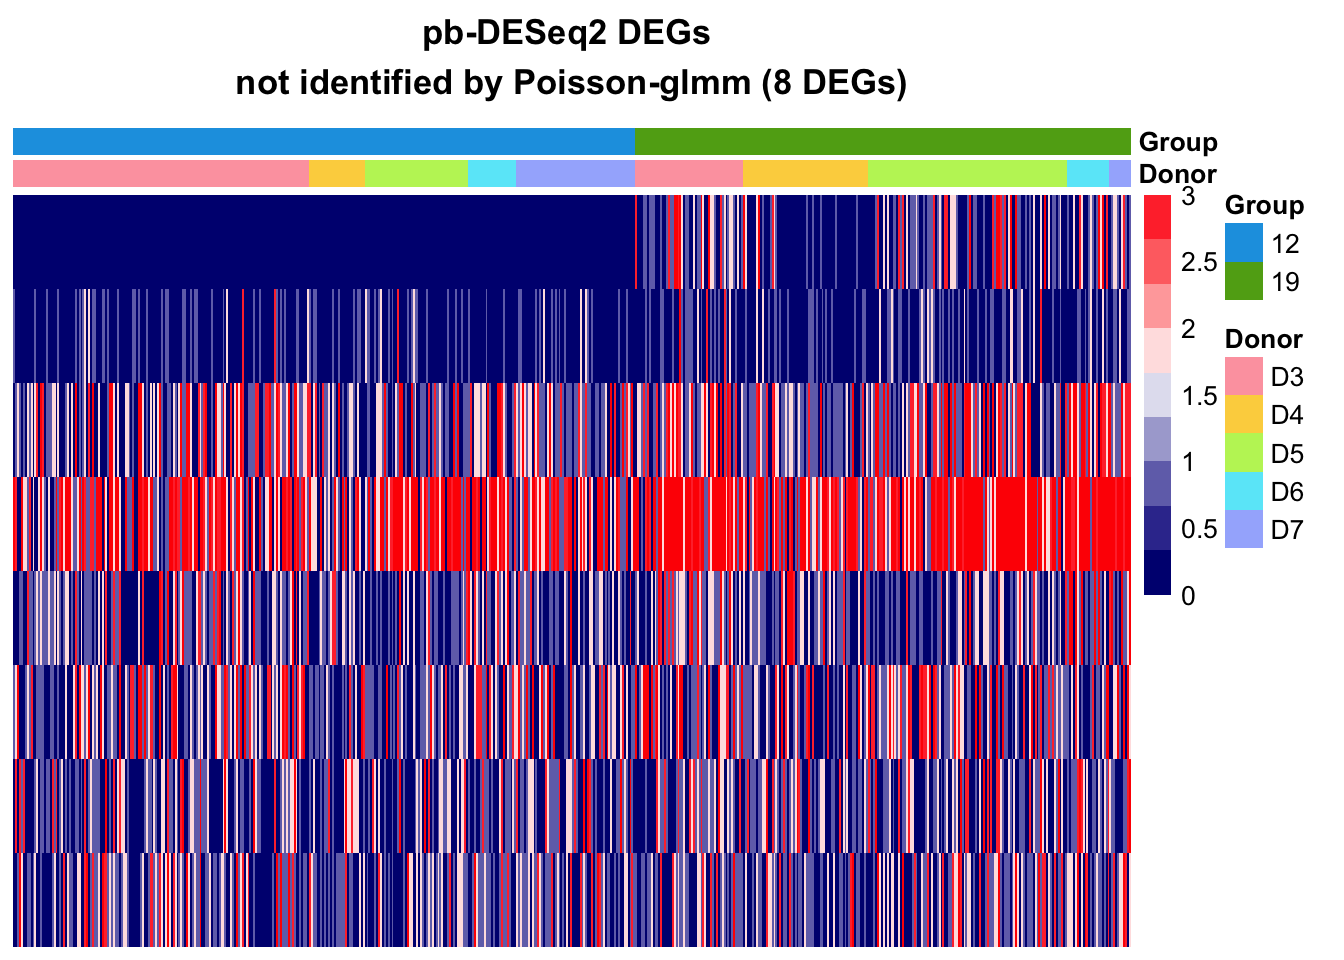 pb-DESeq2 DEGs
not identified by Poisson-glmm (8 DEGs)
Group
Donor
3
2.5
2
1.5
1
0.5
0
Group
12
19
Donor
D3
D4
D5
D6
D7